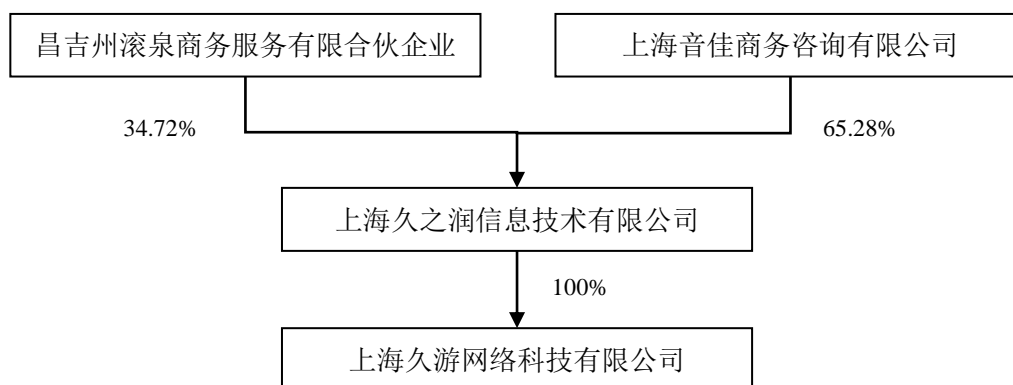 昌吉州滚泉商务服务有限合伙企业
上海音佳商务咨询有限公司
34.72%
65.28%
上海久之润信息技术有限公司
100%
上海久游网络科技有限公司